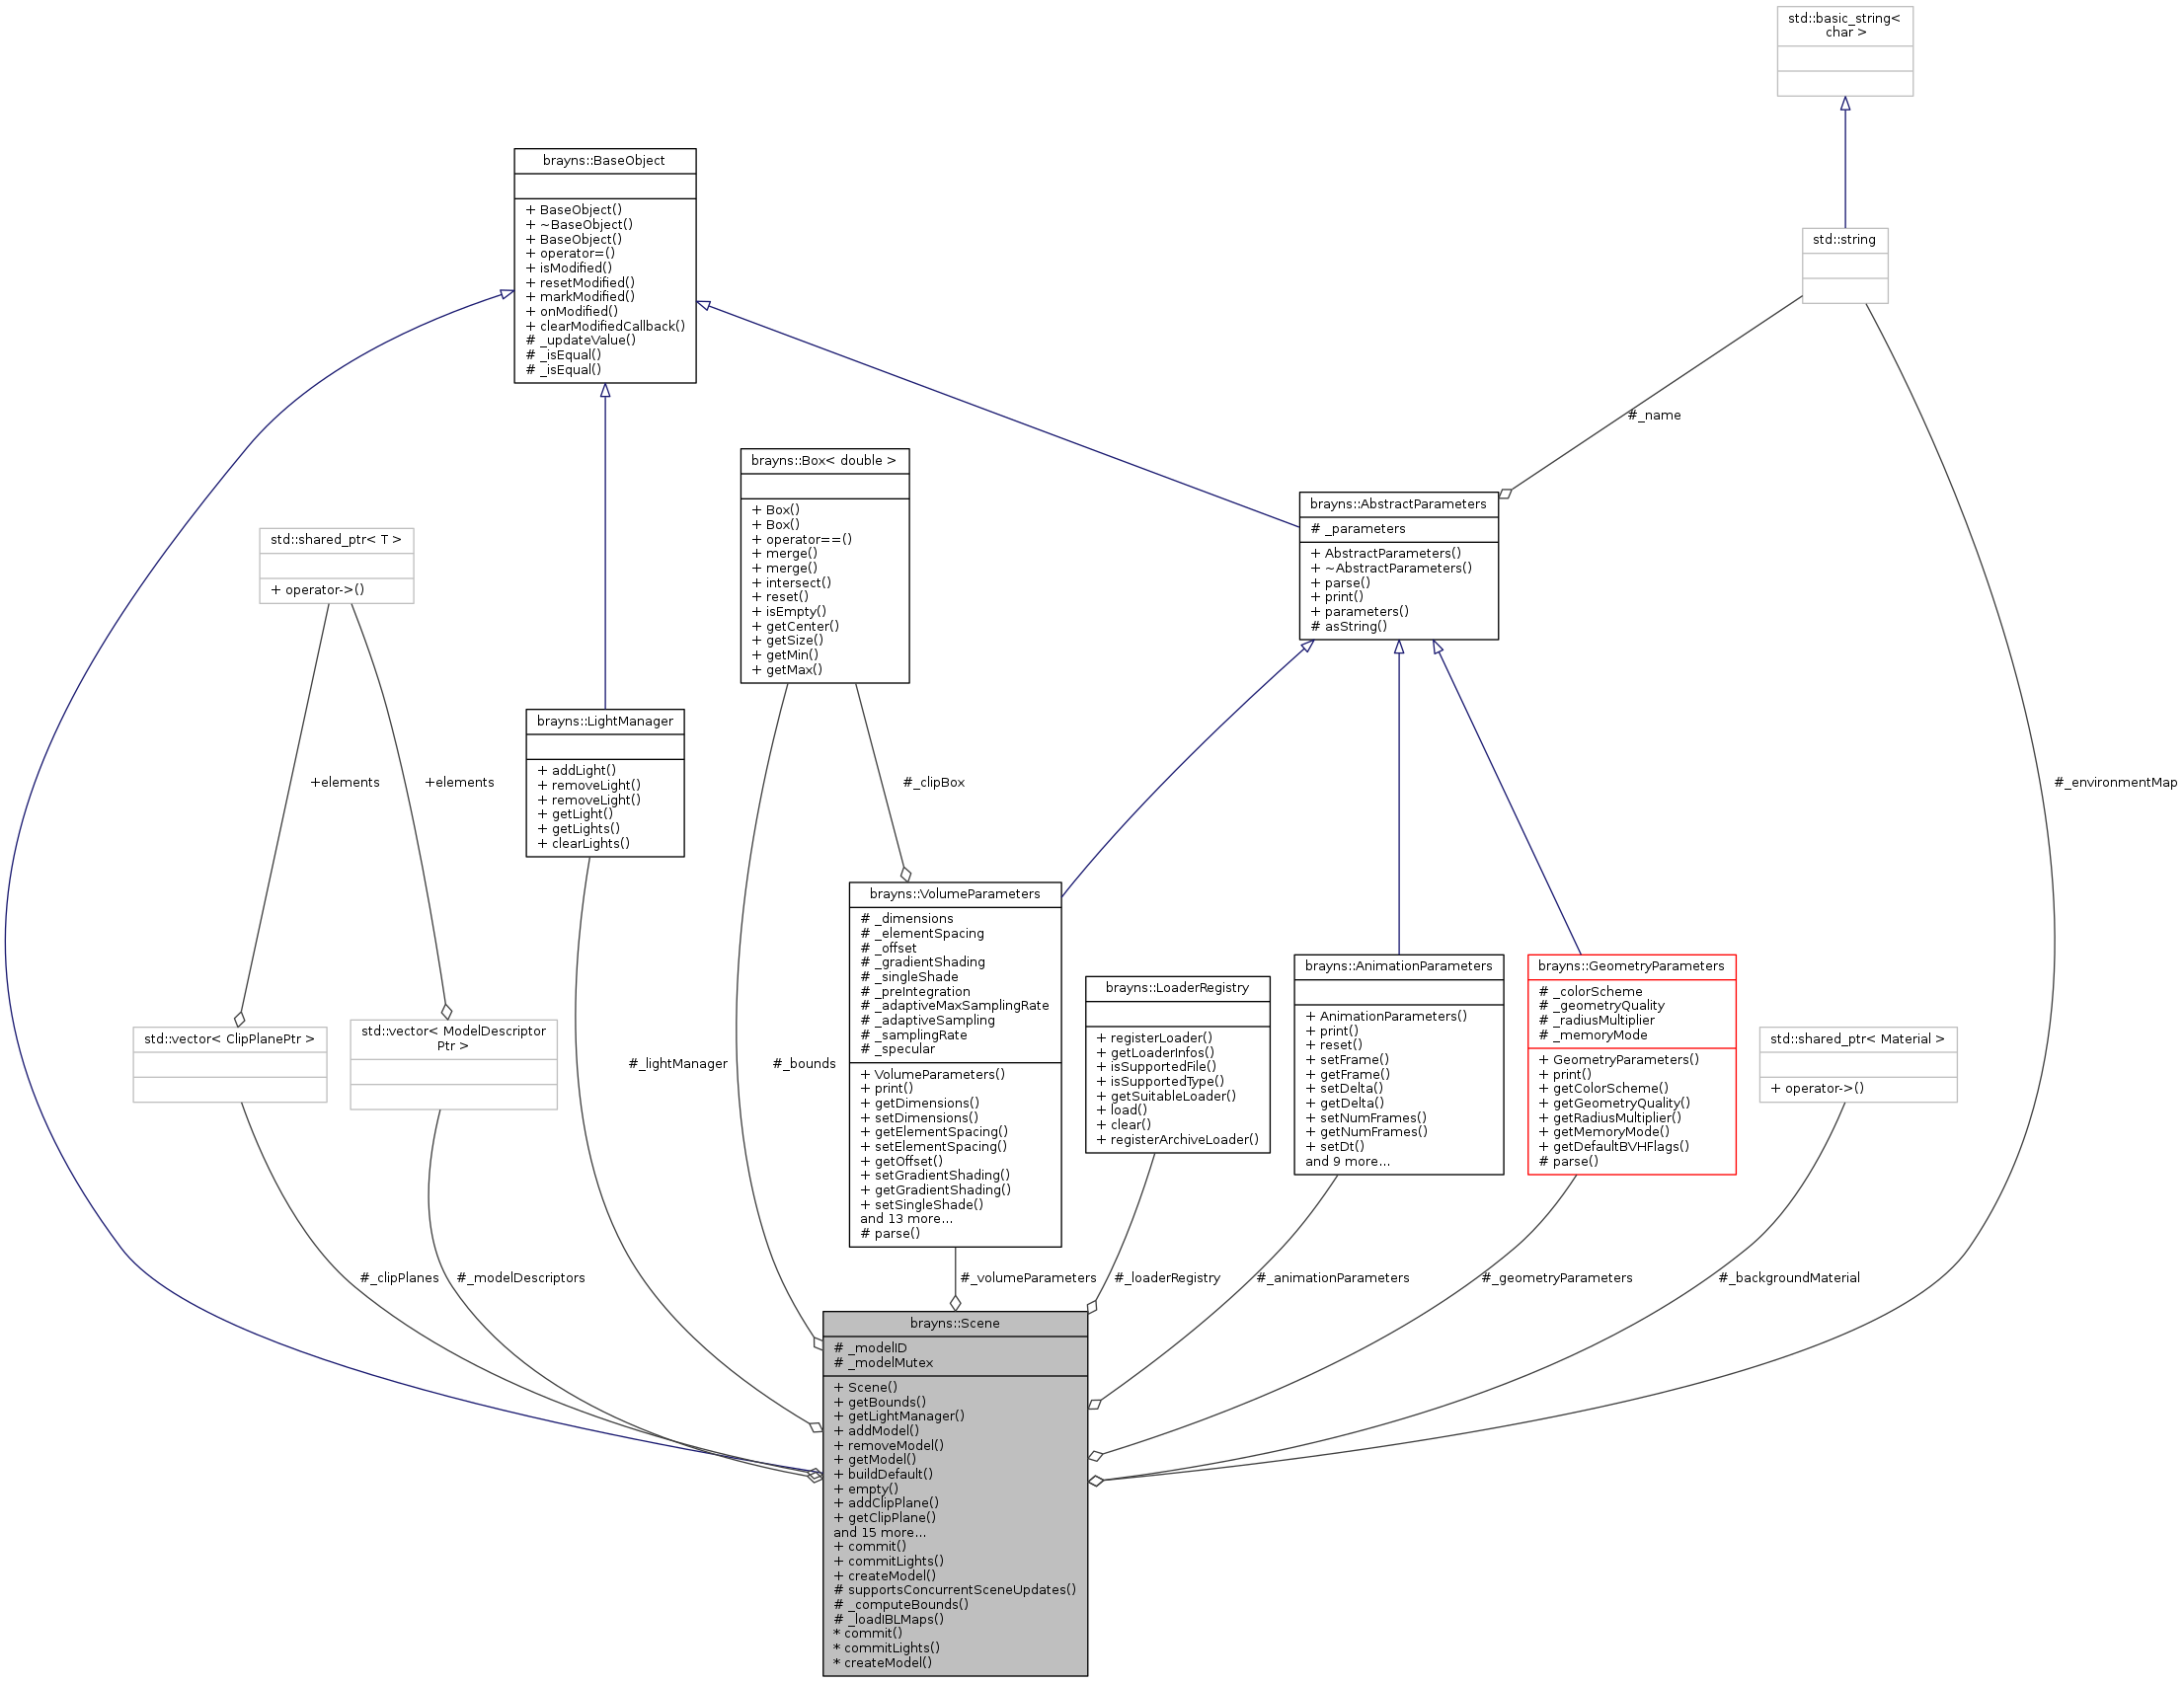 std::basic_string<
char >
brayns::BaseObject
+ BaseObject()
+ ~BaseObject()
+ BaseObject()
+ operator=()
+ isModified()
+ resetModified()
+ markModified()
+ onModified()
+ clearModifiedCallback()
# _updateValue()
# _isEqual()
# _isEqual()
std::string
#_name
brayns::Box< double >
+ Box()
+ Box()
+ operator==()
+ merge()
+ merge()
+ intersect()
+ reset()
+ isEmpty()
+ getCenter()
+ getSize()
+ getMin()
+ getMax()
brayns::AbstractParameters
# _parameters
+ AbstractParameters()
+ ~AbstractParameters()
+ parse()
+ print()
+ parameters()
# asString()
std::shared_ptr< T >
+ operator->()
brayns::LightManager
+ addLight()
+ removeLight()
+ removeLight()
+ getLight()
+ getLights()
+ clearLights()
+elements
+elements
#_clipBox
#_environmentMap
brayns::VolumeParameters
# _dimensions
# _elementSpacing
# _offset
# _gradientShading
# _singleShade
# _preIntegration
# _adaptiveMaxSamplingRate
# _adaptiveSampling
# _samplingRate
# _specular
+ VolumeParameters()
+ print()
+ getDimensions()
+ setDimensions()
+ getElementSpacing()
+ setElementSpacing()
+ getOffset()
+ setGradientShading()
+ getGradientShading()
+ setSingleShade()
and 13 more...
# parse()
brayns::LoaderRegistry
+ registerLoader()
+ getLoaderInfos()
+ isSupportedFile()
+ isSupportedType()
+ getSuitableLoader()
+ load()
+ clear()
+ registerArchiveLoader()
brayns::AnimationParameters
+ AnimationParameters()
+ print()
+ reset()
+ setFrame()
+ getFrame()
+ setDelta()
+ getDelta()
+ setNumFrames()
+ getNumFrames()
+ setDt()
and 9 more...
brayns::GeometryParameters
# _colorScheme
# _geometryQuality
# _radiusMultiplier
# _memoryMode
+ GeometryParameters()
+ print()
+ getColorScheme()
+ getGeometryQuality()
+ getRadiusMultiplier()
+ getMemoryMode()
+ getDefaultBVHFlags()
# parse()
std::vector< ClipPlanePtr >
std::vector< ModelDescriptor
Ptr >
std::shared_ptr< Material >
+ operator->()
#_lightManager
#_bounds
#_clipPlanes
#_modelDescriptors
#_volumeParameters
#_loaderRegistry
#_animationParameters
#_geometryParameters
#_backgroundMaterial
brayns::Scene
# _modelID
# _modelMutex
+ Scene()
+ getBounds()
+ getLightManager()
+ addModel()
+ removeModel()
+ getModel()
+ buildDefault()
+ empty()
+ addClipPlane()
+ getClipPlane()
and 15 more...
+ commit()
+ commitLights()
+ createModel()
# supportsConcurrentSceneUpdates()
# _computeBounds()
# _loadIBLMaps()
* commit()
* commitLights()
* createModel()